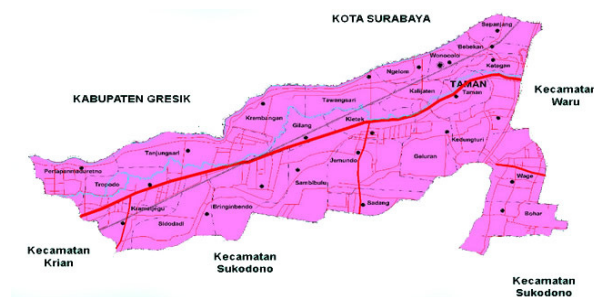 KOTA SURABAYA
Sepanjang
Bebekan
Wonocolo
Ketegan
Ngelom
TAMAN
Taman
Kalijaten
Kecamatan
Waru
KABUPATEN GRESIK
Tawangsari
Krembangan
Kletek
Gilang
Kedungturi
Tanjungsari
Jemundo
Geluran
Tropodo
Sambibulu
Wage
Kramatjegu
Bringinbendo
Sadang
Bohar
Sidodadi
Kecamatan
Krian
Kecamatan
Sukodono
Kecamatan
Sukodono